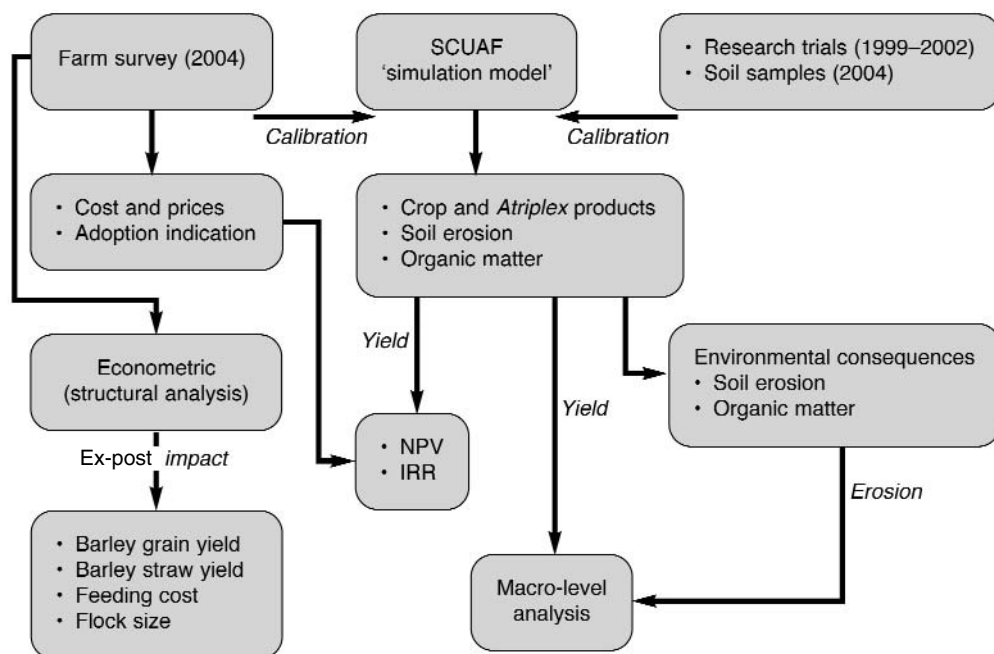 Farm survey (2004)
SCUAF
‘simulation model’
• Research trials (1999–2002)
• Soil samples (2004)
Calibration
Calibration
• Cost and prices
• Adoption indication
• Crop and Atriplex products
• Soil erosion
• Organic matter
Yield
Econometric
(structural analysis)
Environmental consequences
• Soil erosion
• Organic matter
Yield
Ex-post impact
• NPV
• IRR
Erosion
• Barley grain yield
• Barley straw yield
• Feeding cost
• Flock size
Macro-level
analysis